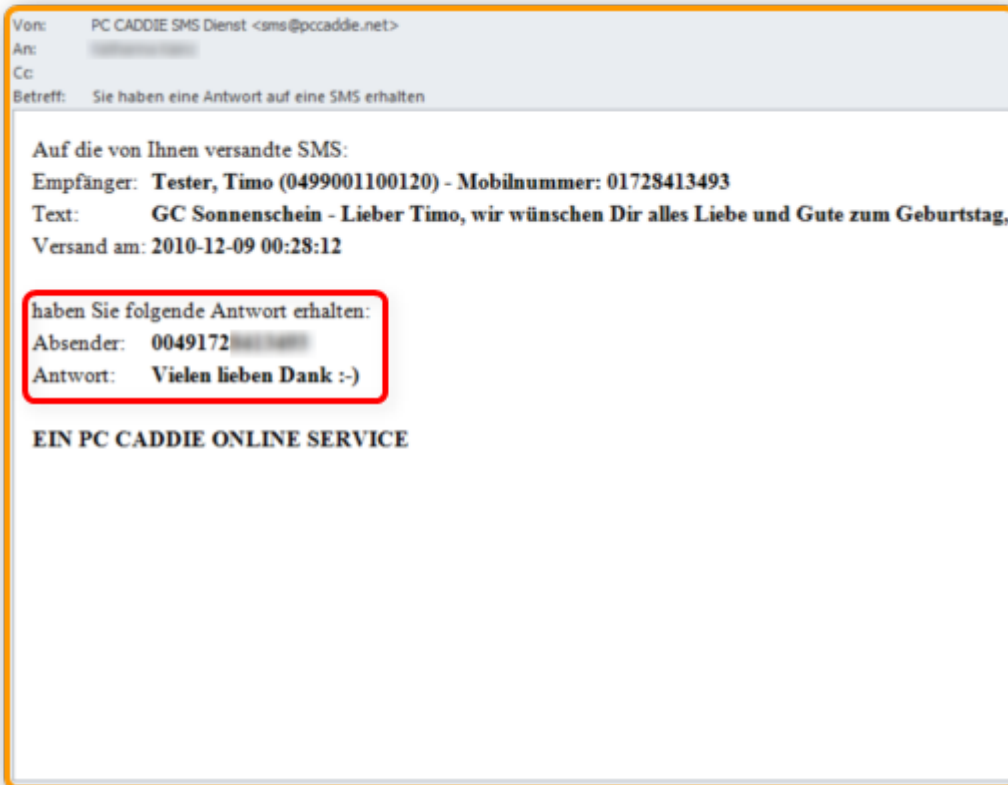 Von: PC CADDIE SMS Dienst <sms@pccaddie.net>
An:
Cc
Betreff: Sie haben eine Antwort auf eine SMS erhalten
Auf die von Ihnen versandte SMS:
Empfänger: Tester, Timo (0499001100120) - Mobilnummer: 01728413493
Text: GC Sonnenschein - Lieber Timo, wir wünschen Dir alles Liebe und Gute zum Geburtstag,
Versand am: 2010-12-09 00:28:12
haben Sie folgende Antwort erhalten:
Absender: 0049172
Antwort: Vielen lieben Dank :-)
EIN PC CADDIE ONLINE SERVICE